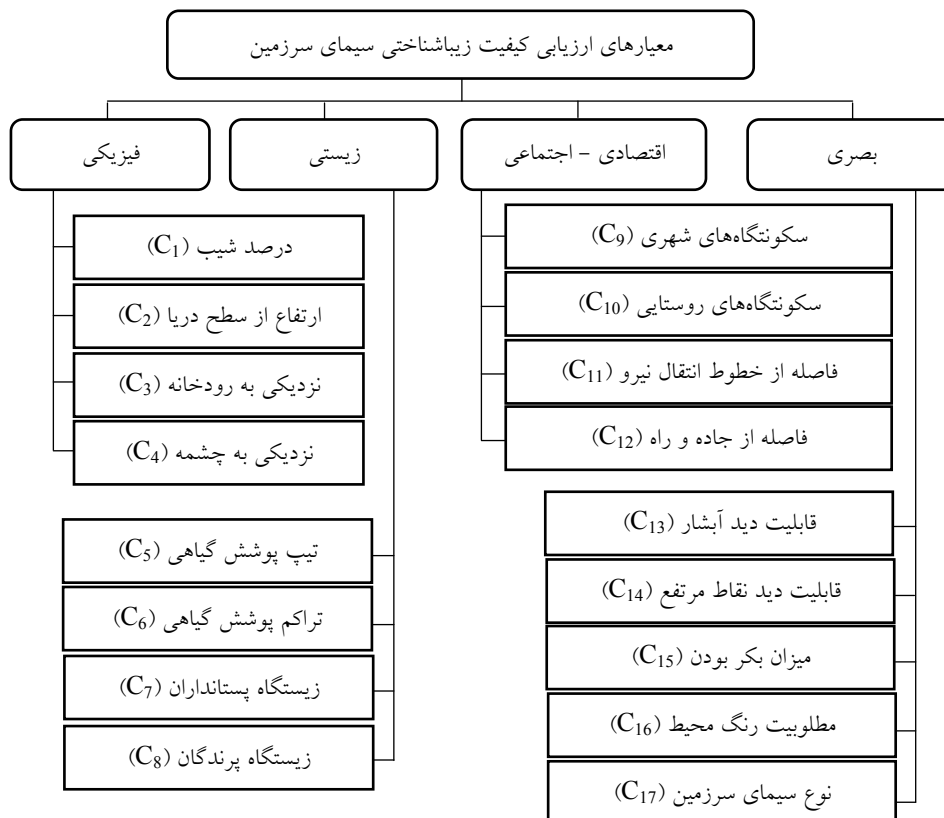 معیارهای ارزیابی کیفیت زیباشناختی سیمای سرزمین
بصری
اقتصادی – اجتماعی
زیستی
فیزیکی
سکونتگاه‌های شهری (C9)
سکونتگاه‌های روستایی (C10)
فاصله از خطوط انتقال نیرو (C11)
فاصله از جاده و راه (C12)
قابلیت دید آبشار (C13)
قابلیت دید نقاط مرتفع (C14)
میزان بکر بودن (C15)
مطلوبیت رنگ محیط (C16)
نوع سیمای سرزمین (C17)
درصد شیب (C1)
ارتفاع از سطح دریا (C2)
نزدیکی به رودخانه (C3)
نزدیکی به چشمه (C4)
تیپ پوشش گیاهی (C5)
تراکم پوشش گیاهی (C6)
زیستگاه پستانداران (C7)
زیستگاه پرندگان (C8)